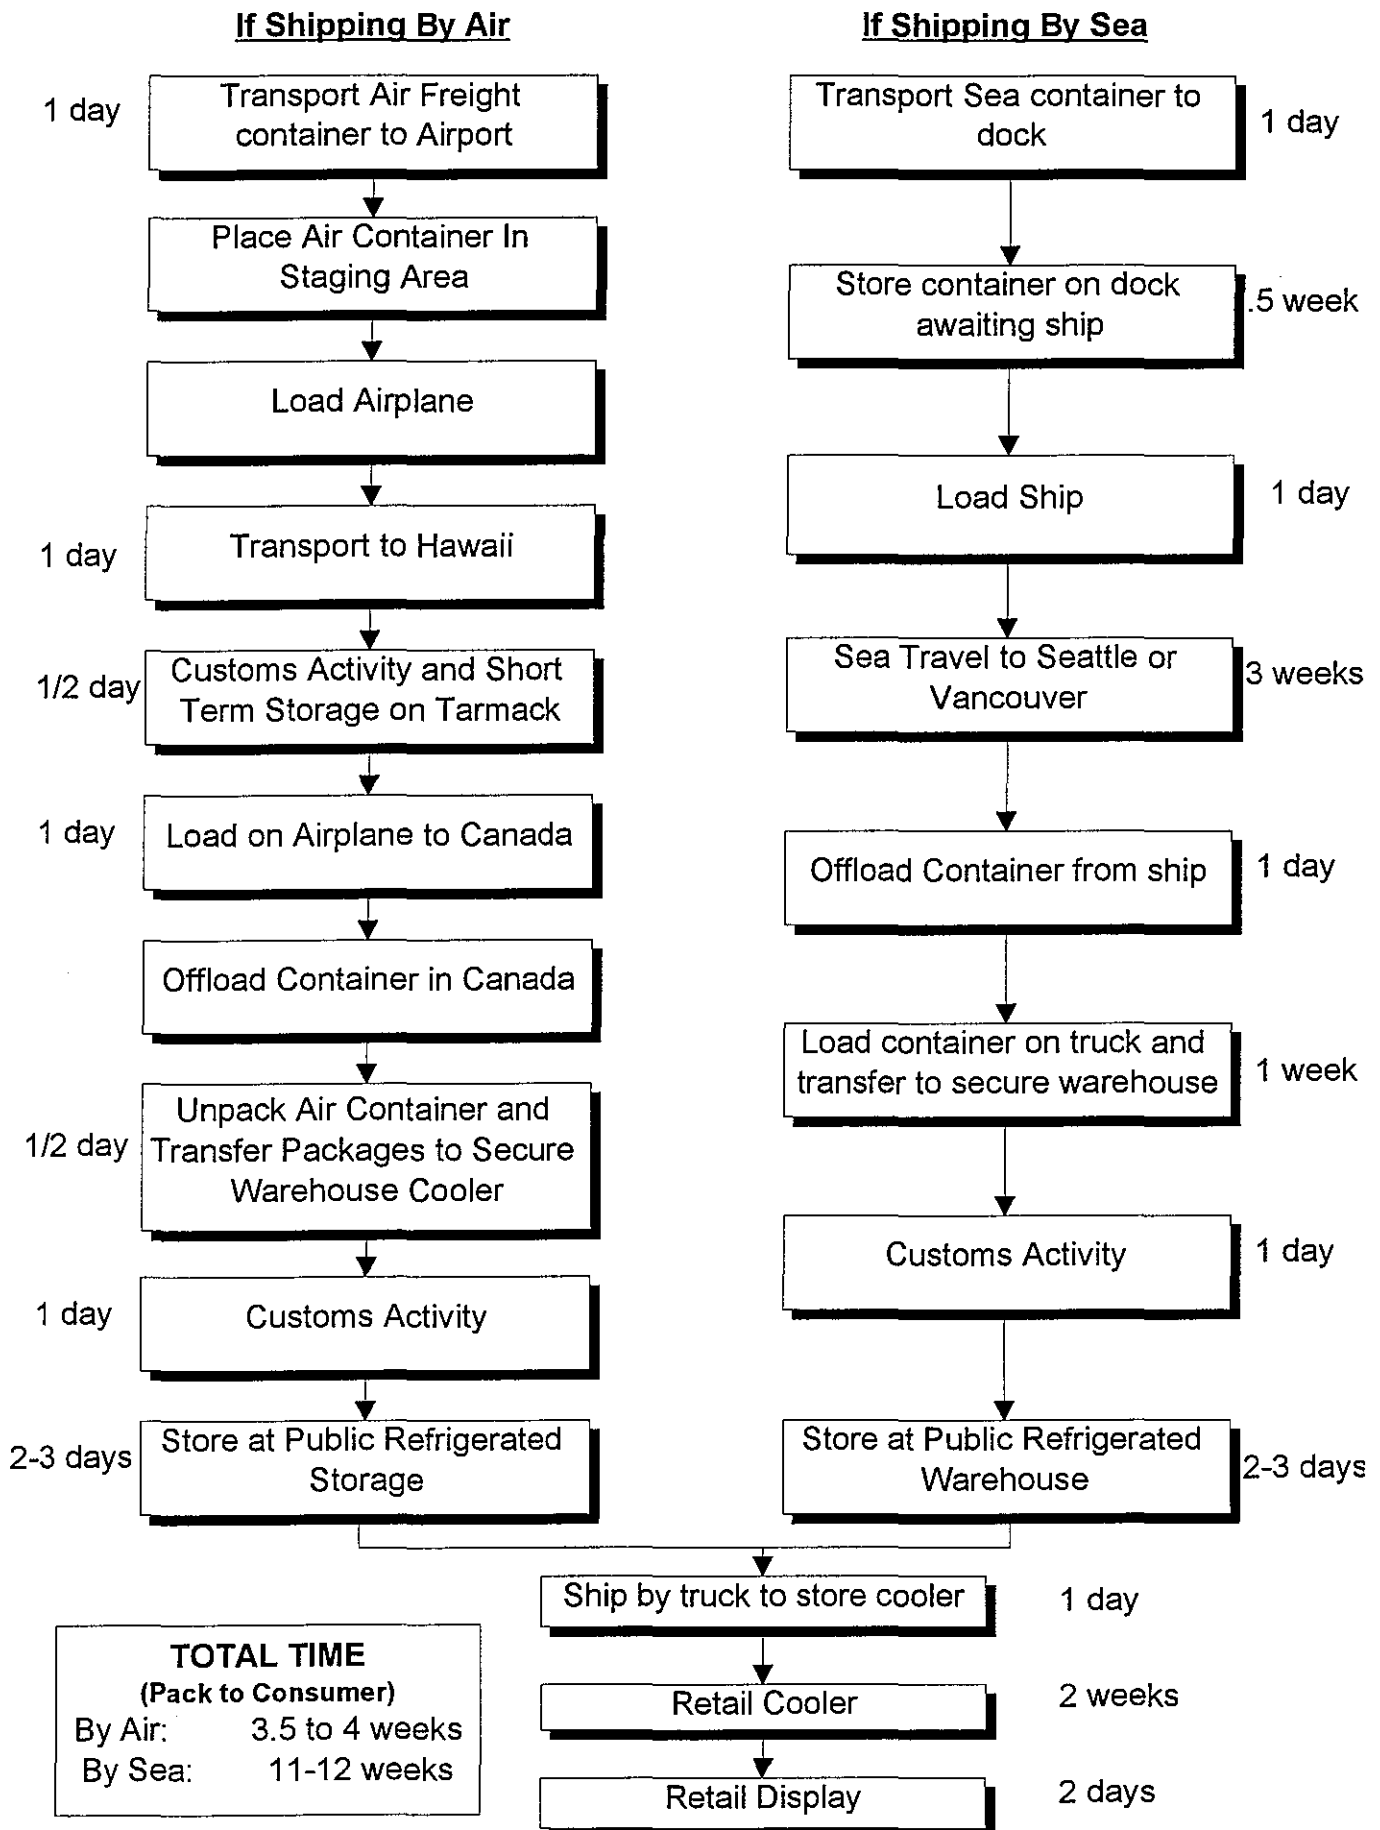 If Shipping By Air
1 day
Transport Air Freight
container to Airport
Place Air Container In
Staging Area
Load Airplane
1 day
Transport to Hawaii
1/2 day
Customs Activity and Short
Term Storage on Tarmack
1 day
Load on Airplane to Canada
Offload Container in Canada
1/2 day
Unpack Air Container and
Transfer Packages to Secure
Warehouse Cooler
1 day
Customs Activity
2-3 days
Store at Public Refrigerated
Storage
If Shipping By Sea
Transport Sea container to
dock
1 day
Store container on dock
awaiting ship
.5 week
Load Ship
1 day
Sea Travel to Seattle or
Vancouver
3 weeks
Offload Container from ship
1 day
Load container on truck and
transfer to secure warehouse
1 week
Customs Activity
1 day
Store at Public Refrigerated
Warehouse
2-3 days
Ship by truck to store cooler
1 day
Retail Cooler
2 weeks
Retail Display
2 days
TOTAL TIME
(Pack to Consumer)
By Air: 3.5 to 4 weeks
By Sea: 11-12 weeks